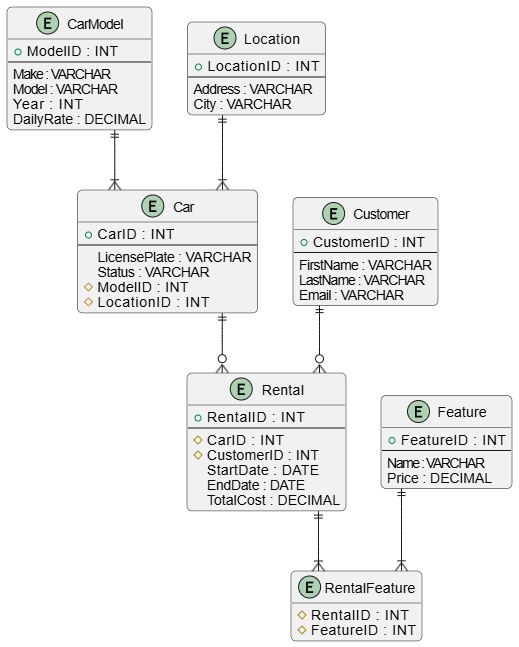 E CarModel
ModelID : INT
Make : VARCHAR
Model : VARCHAR
Year : INT
DailyRate : DECIMAL
E Location
LocationID : INT
Address : VARCHAR
City : VARCHAR
E Car
CarID : INT
LicensePlate : VARCHAR
Status : VARCHAR
ModelID : INT
LocationID : INT
E Customer
CustomerID : INT
FirstName : VARCHAR
LastName : VARCHAR
Email : VARCHAR
E Rental
RentalID : INT
CarID : INT
CustomerID : INT
StartDate : DATE
EndDate : DATE
TotalCost : DECIMAL
E Feature
FeatureID : INT
Name : VARCHAR
Price : DECIMAL
E RentalFeature
RentalID : INT
FeatureID : INT